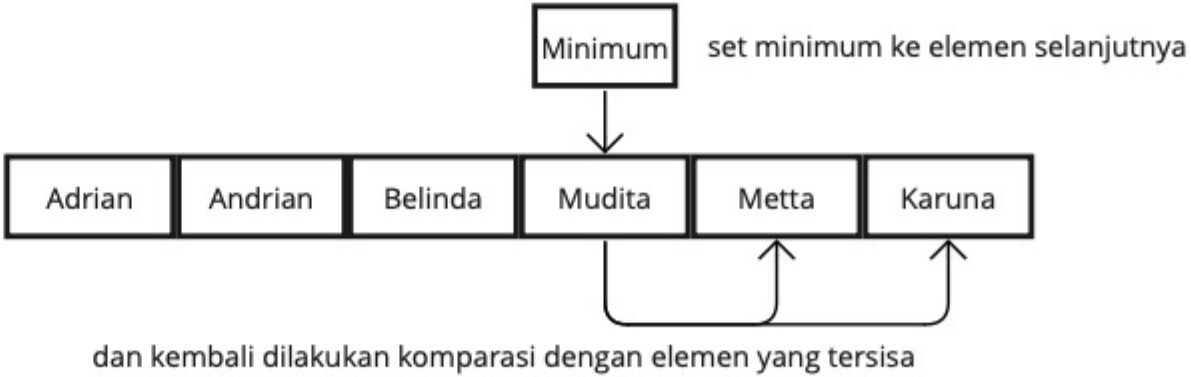 Minimum set minimum ke elemen selanjutnya
Adrian Andrian Belinda Mudita Metta Karuna
dan kembali dilakukan komparasi dengan elemen yang tersisa